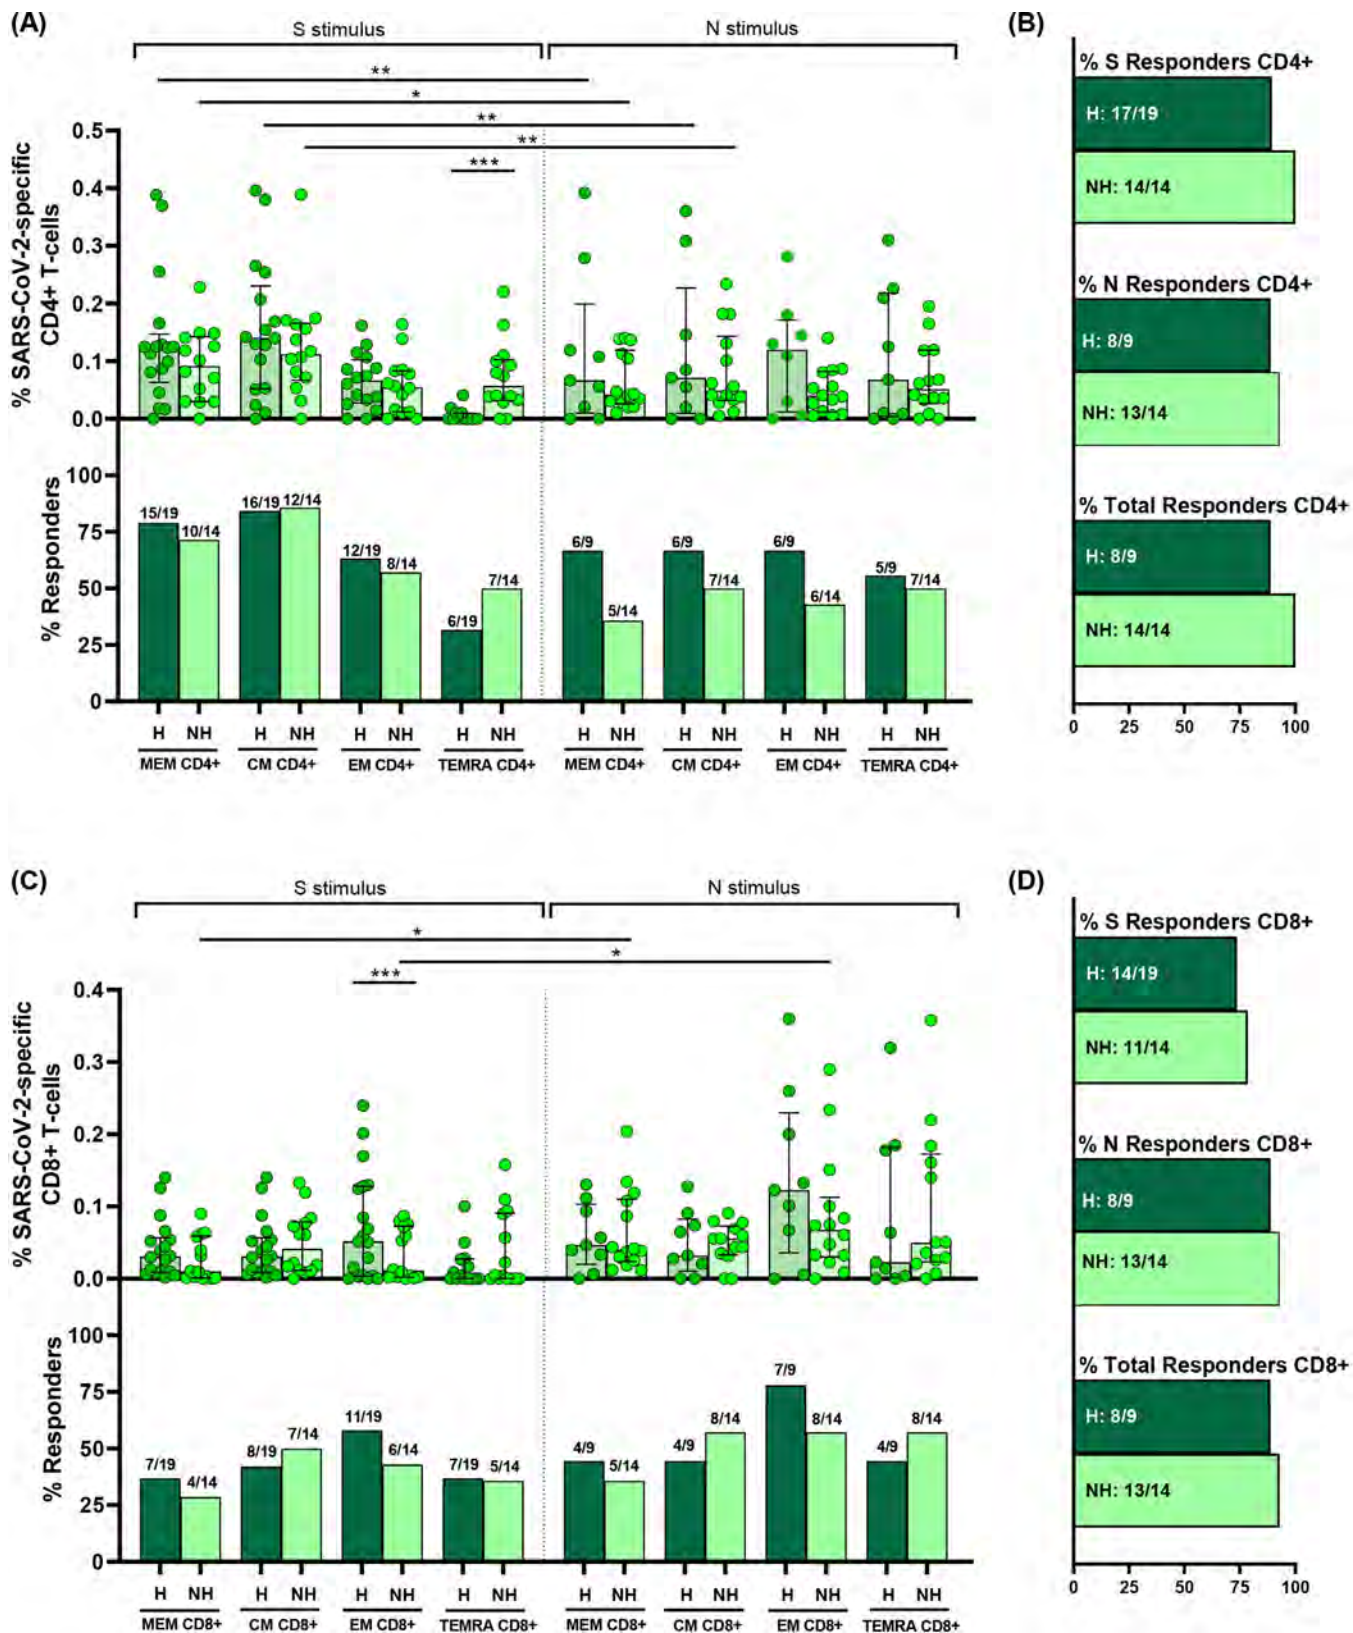 (A)
S stimulus
N stimulus
**
*
**
**
***
% SARS-CoV-2-specific
CD4+ T-cells
0.5
0.4
0.3
0.2
0.1
0.0
% Responders
100
75
50
25
0
15/19
10/14
16/19
12/14
12/19
8/14
6/19
7/14
6/9
5/14
6/9
7/14
6/9
6/14
5/9
7/14
H NH H NH H NH H NH H NH H NH H NH H NH
MEM CD4+ CM CD4+ EM CD4+ TEMRA CD4+ MEM CD4+ CM CD4+ EM CD4+ TEMRA CD4+
(B)
% S Responders CD4+
H: 17/19
NH: 14/14
% N Responders CD4+
H: 8/9
NH: 13/14
% Total Responders CD4+
H: 8/9
NH: 14/14
0 25 50 75 100
(C)
S stimulus
N stimulus
*
*
***
% SARS-CoV-2-specific
CD8+ T-cells
0.4
0.3
0.2
0.1
0.0
% Responders
100
75
50
25
0
7/19
4/14
8/19
7/14
11/19
6/14
7/19
5/14
4/9
5/14
4/9
8/14
7/9
8/14
4/9
8/14
H NH H NH H NH H NH H NH H NH H NH H NH
MEM CD8+ CM CD8+ EM CD8+ TEMRA CD8+ MEM CD8+ CM CD8+ EM CD8+ TEMRA CD8+
(D)
% S Responders CD8+
H: 14/19
NH: 11/14
% N Responders CD8+
H: 8/9
NH: 13/14
% Total Responders CD8+
H: 8/9
NH: 13/14
0 25 50 75 100